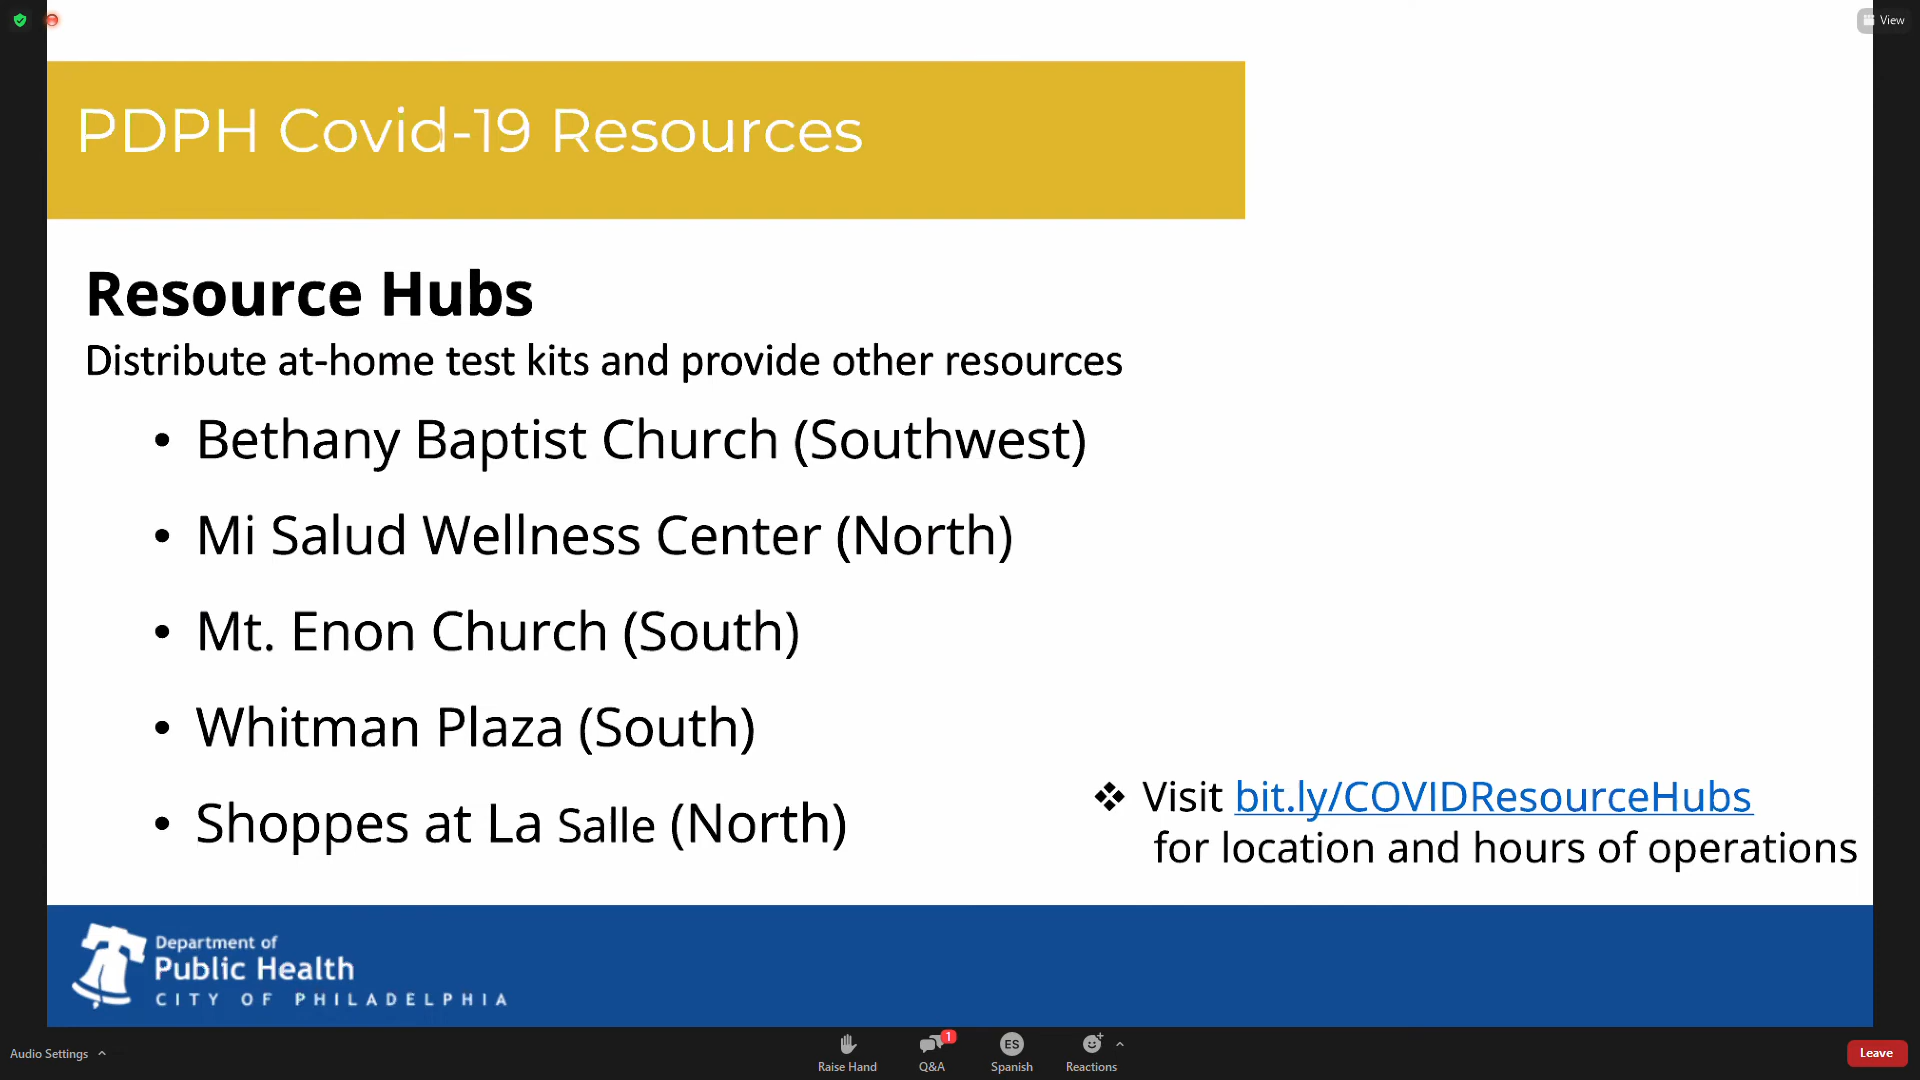 View
PDPH Covid-19 Resources
Resource Hubs
Distribute at-home test kits and provide other resources
• Bethany Baptist Church (Southwest)
• Mi Salud Wellness Center (North)
• Mt. Enon Church (South)
• Whitman Plaza (South)
• Shoppes at La Salle (North)
❖ Visit bit.ly/COVIDResourceHubs
for location and hours of operations
Department of
Public Health
CITY OF PHILADELPHIA
Audio Settings
Raise Hand
1
Q&A
ES
Spanish
Reactions
Leave